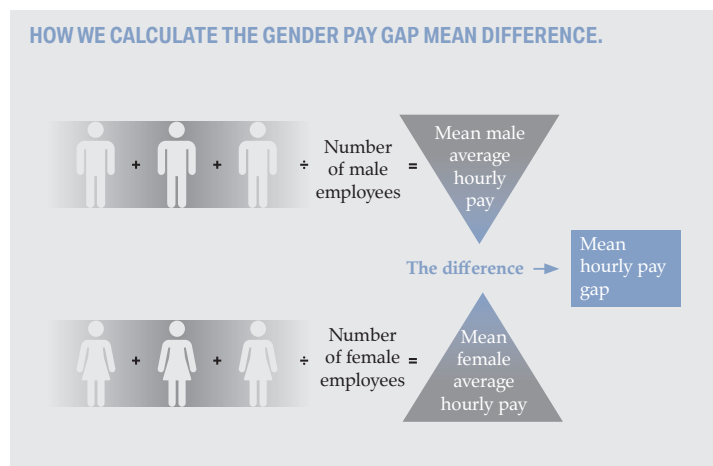 HOW WE CALCULATE THE GENDER PAY GAP MEAN DIFFERENCE.
+ + ÷
Number
of male
employees
=
Mean male
average
hourly
pay
The difference
Mean
hourly pay
gap
+ + ÷
Number
of female
employees
=
Mean
female
average
hourly pay